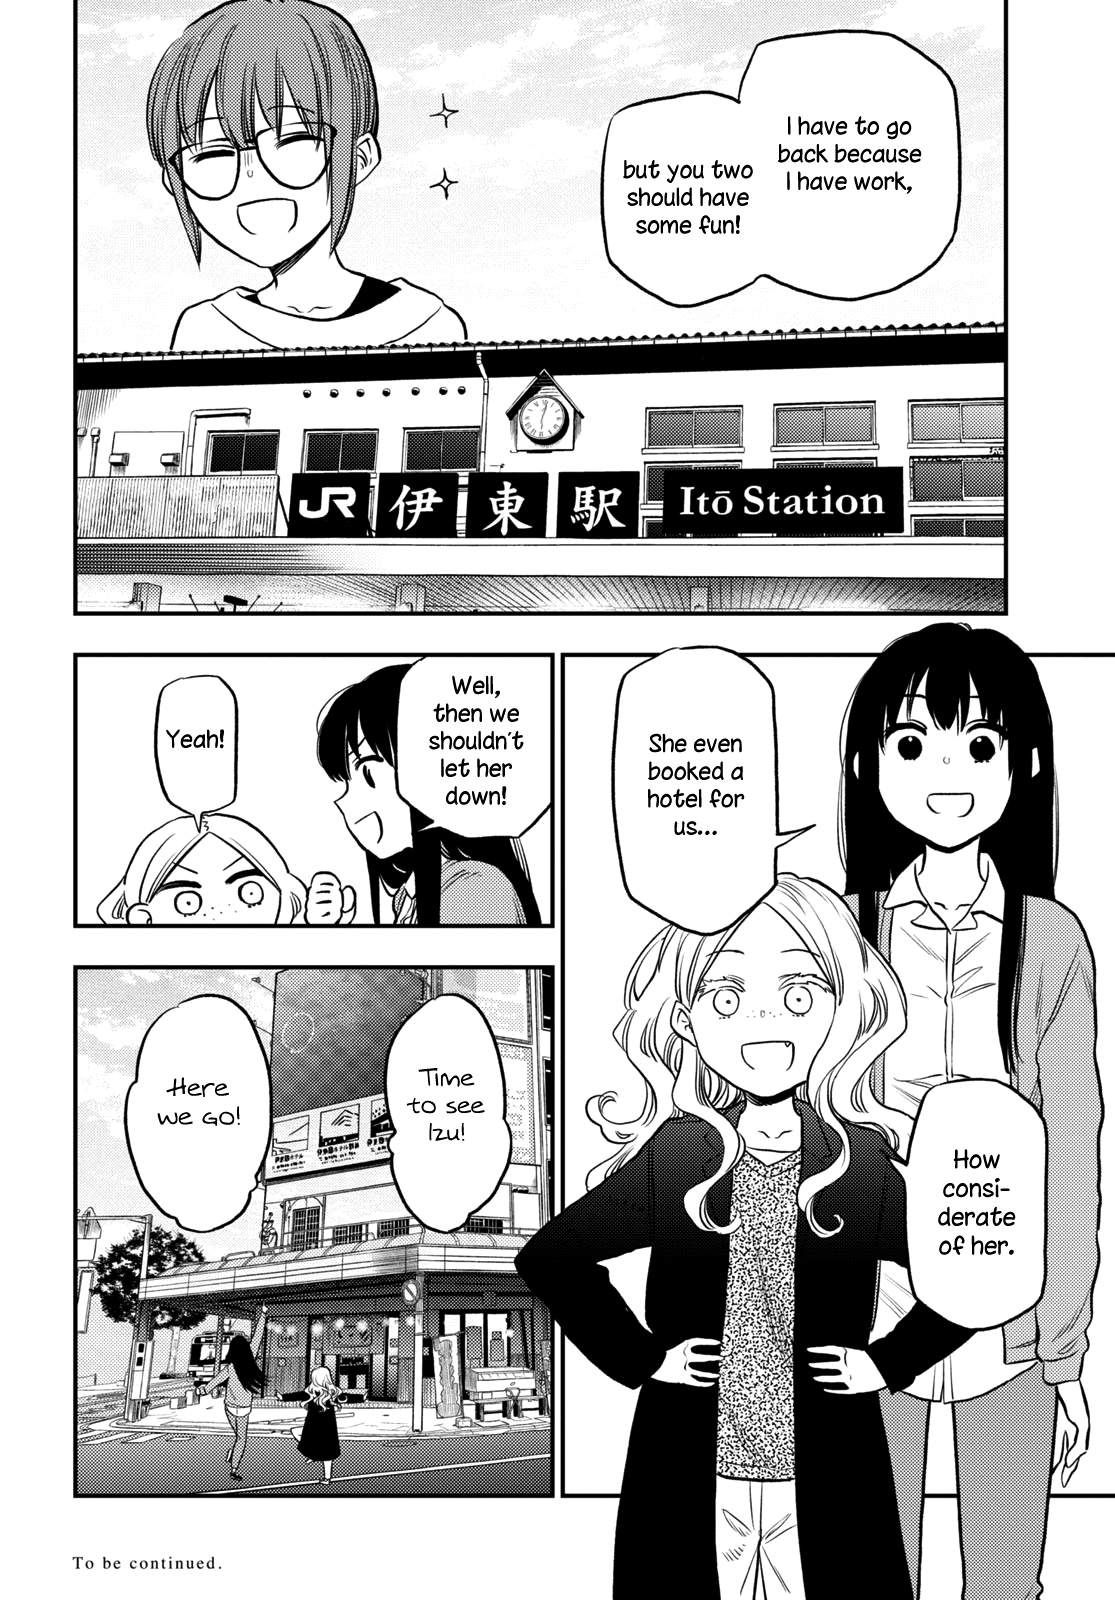 I have to go
back because
I have work,
but you two
should have
some fun!
JR 伊東駅 Itō Station
She even
booked a
hotel for
us...
How
consi-
derate
of her.
Well,
then we
shouldn't
let her
down!
Yeah!
Time
to see
Izu!
Here
we GO!
To be continued.